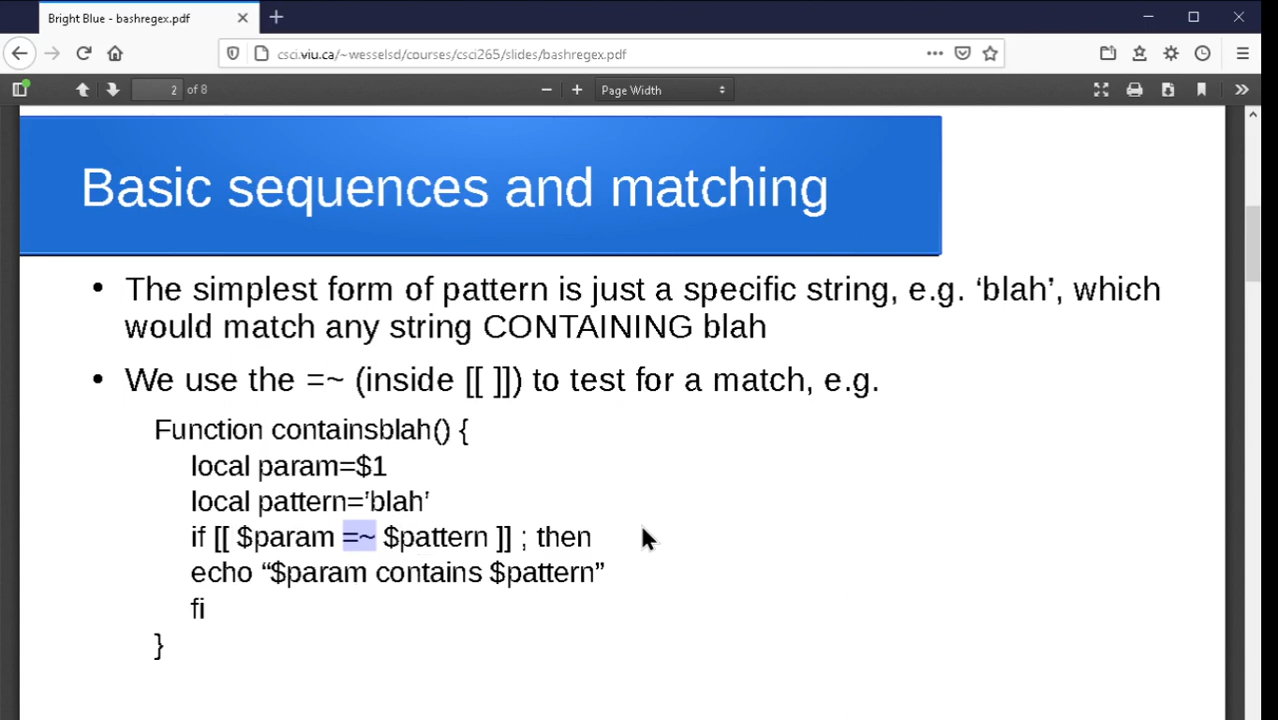 Bright Blue - bashregex.pdf
csci.viu.ca/~wesselsd/courses/csci265/slides/bashregex.pdf
2 of 8
Page Width
Basic sequences and matching
• The simplest form of pattern is just a specific string, e.g. ‘blah’, which
would match any string CONTAINING blah
• We use the =~ (inside [[ ]]) to test for a match, e.g.
Function containsblah() {
local param=$1
local pattern=’blah’
if [[ $param =~ $pattern ]] ; then
echo “$param contains $pattern”
fi
}